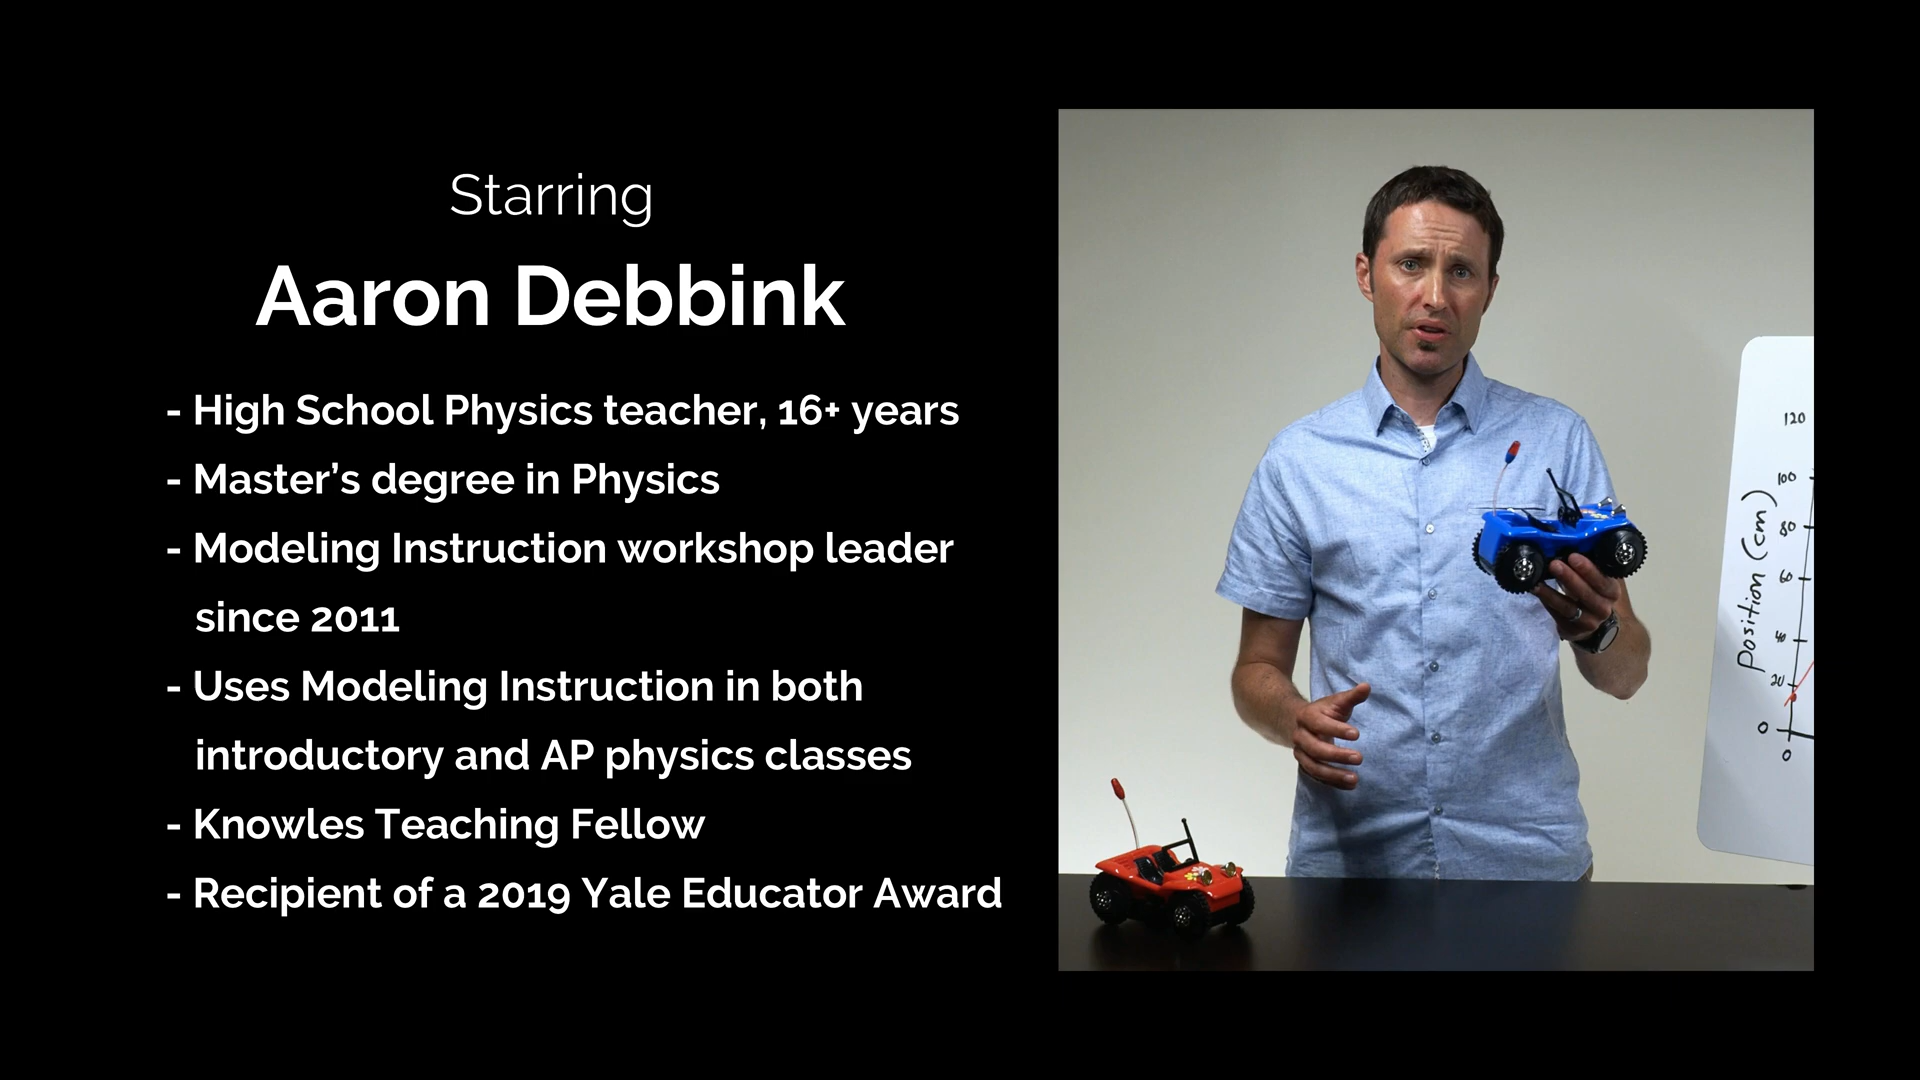 Starring
Aaron Debbink
- High School Physics teacher, 16+ years
- Master’s degree in Physics
- Modeling Instruction workshop leader
since 2011
- Uses Modeling Instruction in both
introductory and AP physics classes
- Knowles Teaching Fellow
- Recipient of a 2019 Yale Educator Award
Position (cm)
120
100
80
60
40
20
0
0